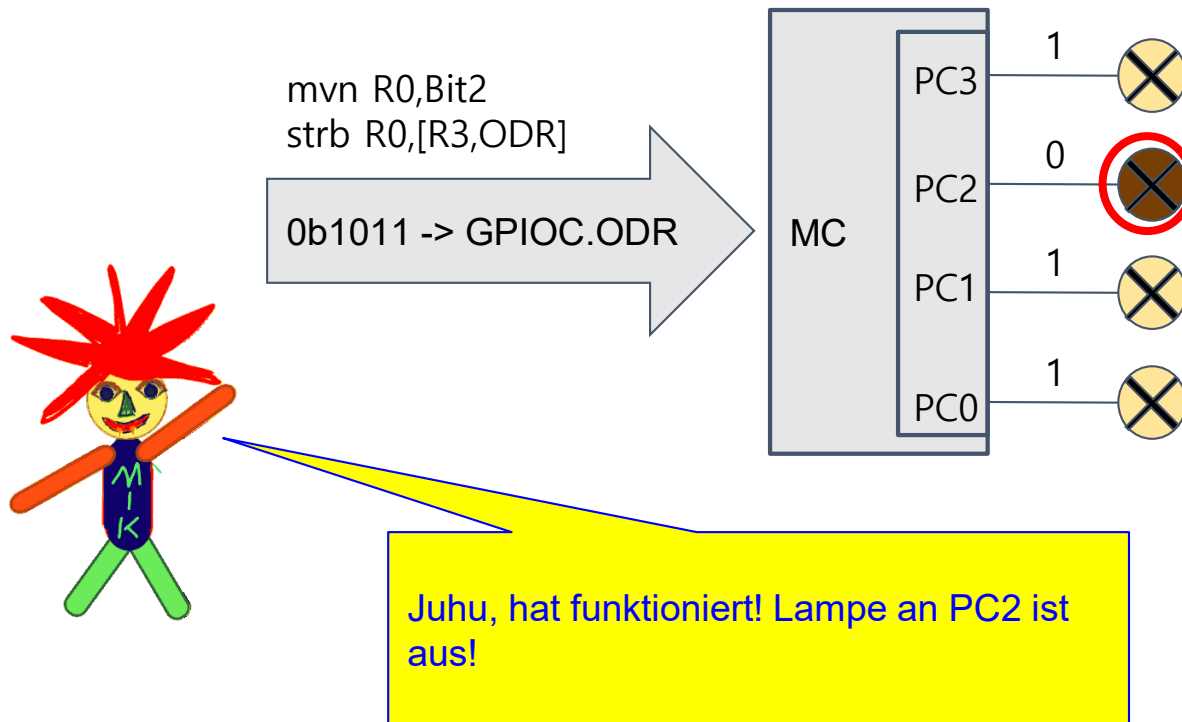 mvn R0,Bit2
strb R0,[R3,ODR]
0b1011 -> GPIOC.ODR
MC
PC3
1
PC2
0
PC1
1
PC0
1
MIK
Juhu, hat funktioniert! Lampe an PC2 ist
aus!